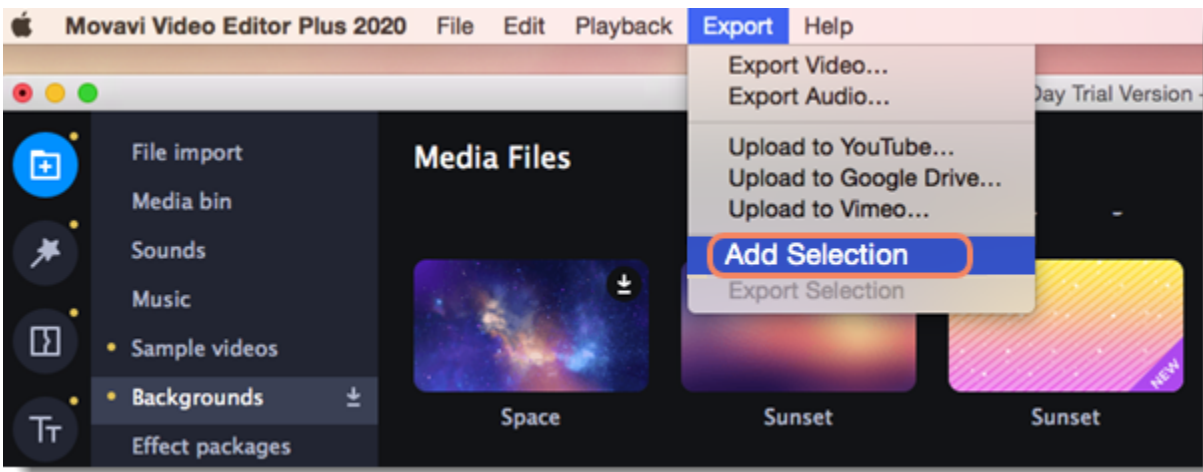 Movavi Video Editor Plus 2020 File Edit Playback Export Help
Export Video...
Export Audio...
Day Trial Version -
Upload to YouTube...
Upload to Google Drive...
Upload to Vimeo...
Add Selection
Export Selection
File import
Media bin
Sounds
Music
Sample videos
Backgrounds
Effect packages
Media Files
NEW
Space
Sunset
Sunset
TT